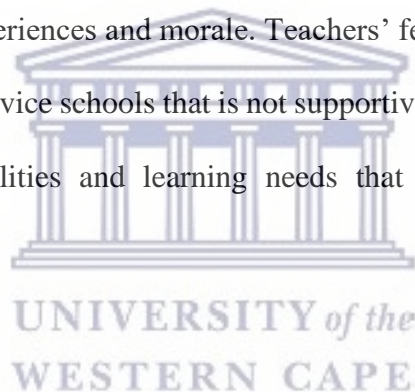 eriences and morale. Teachers’ fe
vice schools that is not supportiv
lities and learning needs that
UNIVERSITY of the
WESTERN CAPE